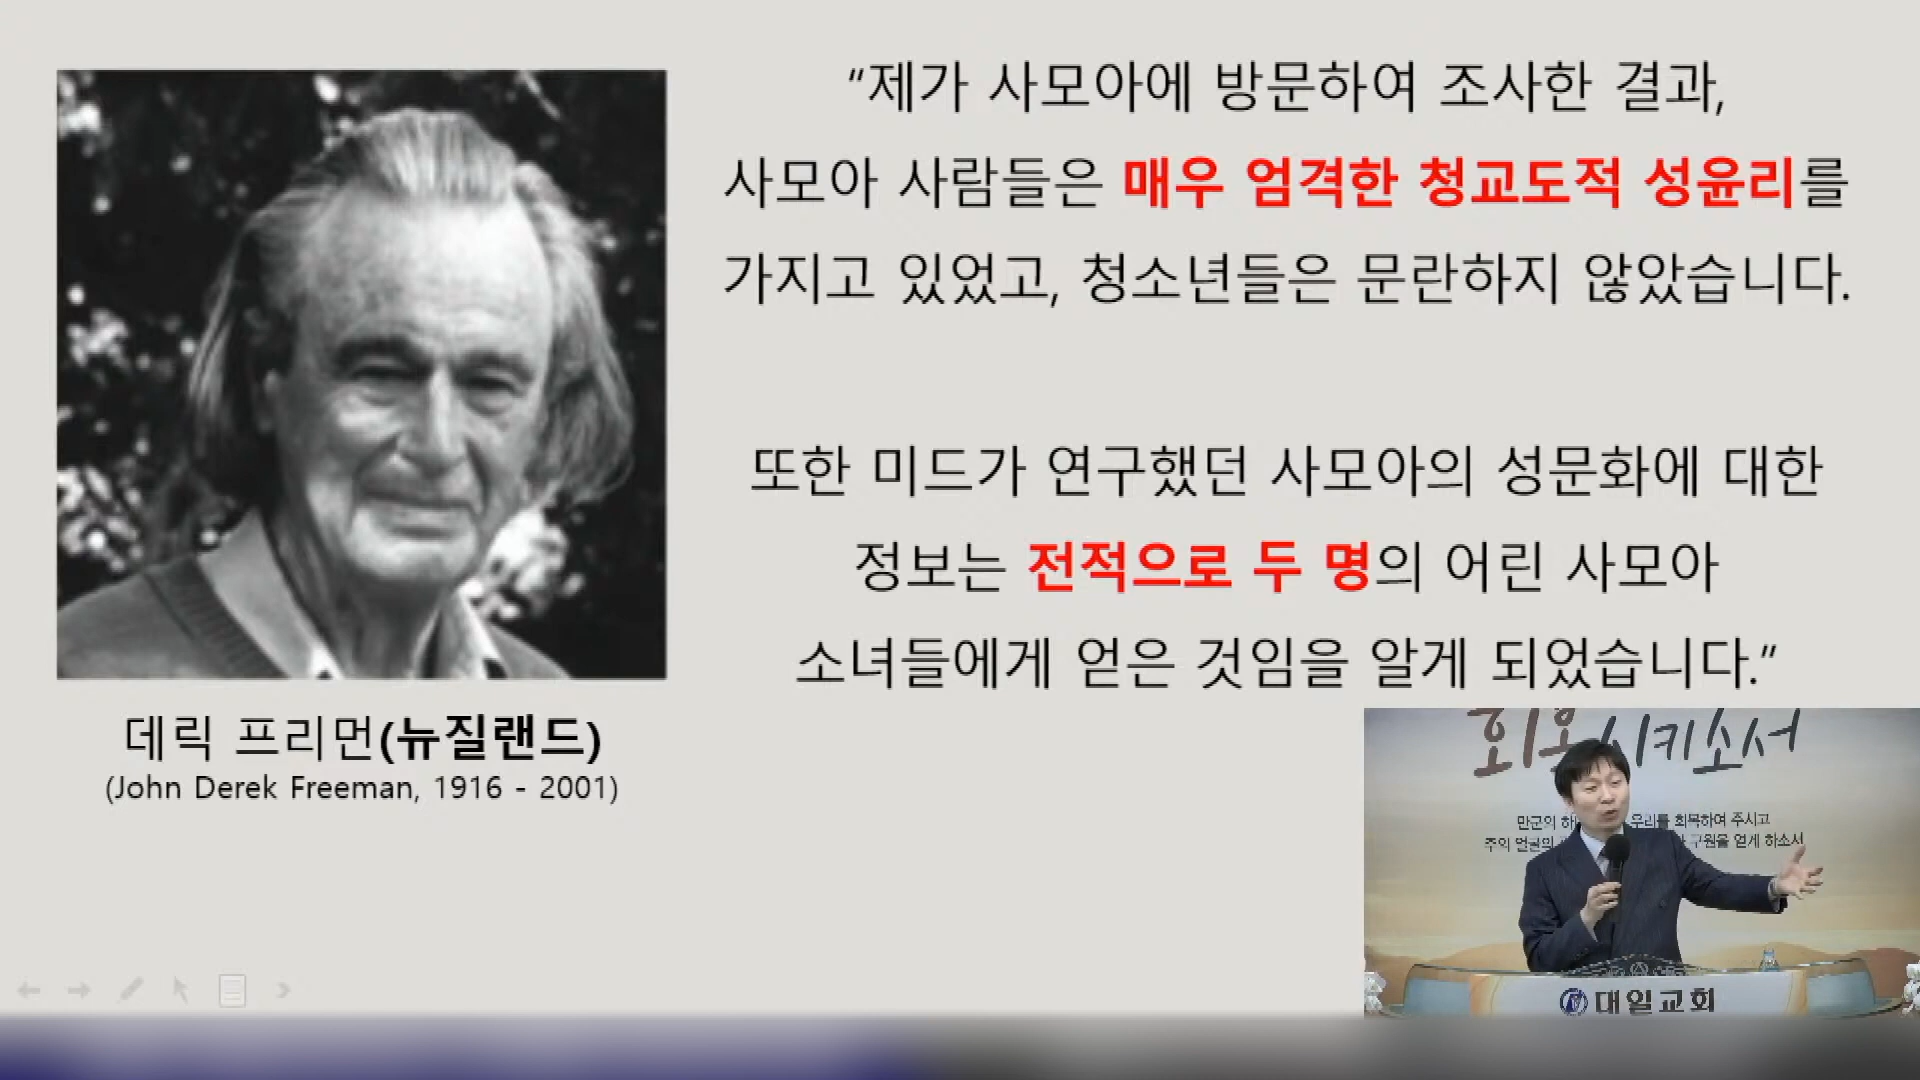 “제가 사모아에 방문하여 조사한 결과,
사모아 사람들은 매우 엄격한 청교도적 성윤리를
가지고 있었고, 청소년들은 문란하지 않았습니다.
또한 미드가 연구했던 사모아의 성문화에 대한
정보는 전적으로 두 명의 어린 사모아
소녀들에게 얻은 것임을 알게 되었습니다.”
데릭 프리먼(뉴질랜드)
(John Derek Freeman, 1916 - 2001)
시키소서
만군의 우리를 회복하여 주시고
주의 구원을 얻게 하소서
대일교회